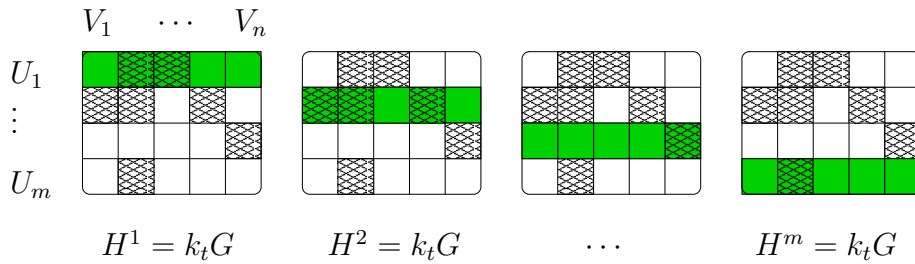 V_1 ⋯ V_n
U_1
⋮
U_m
H^1 = k_tG H^2 = k_tG ⋯ H^m = k_tG